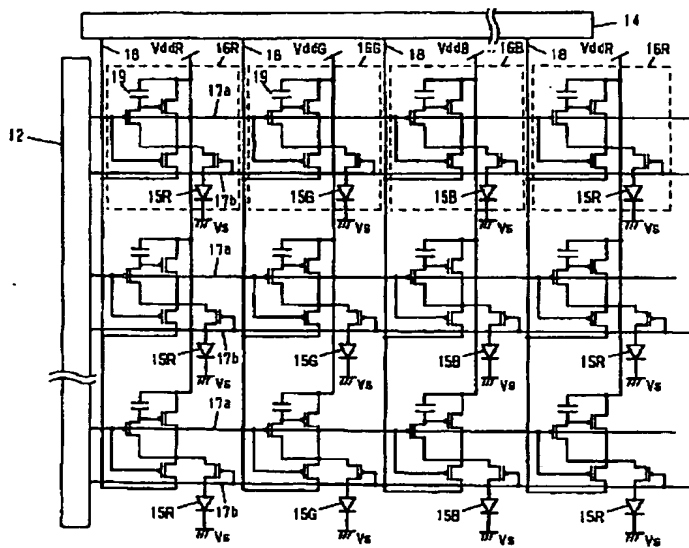 14
18 VddR 16R 18 VddG 16G 18 VddB 16B 18 VddR 16R
19 17a 19
12
15R 17b 15G 15B 15R
Vs Vs Vs Vs
17a
15R 17b 15G 15B 15R
Vs Vs Vs Vs
17a
15R 17b 15G 15B 15R
Vs Vs Vs Vs